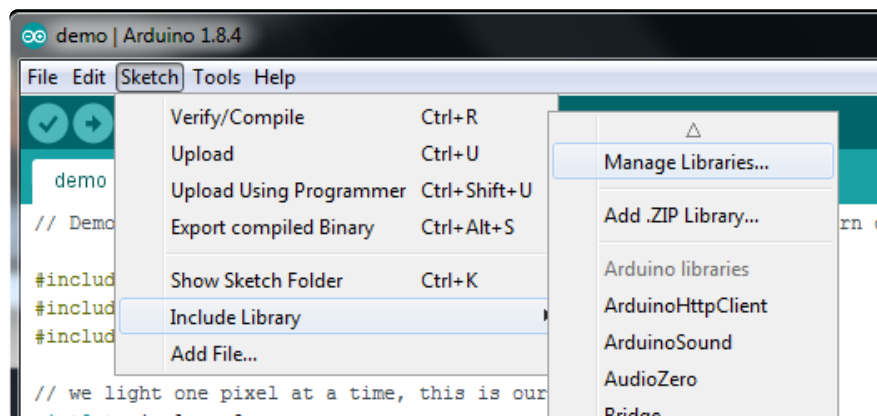 demo | Arduino 1.8.4
File Edit Sketch Tools Help
Verify/Compile Ctrl+R
Upload Ctrl+U
Upload Using Programmer Ctrl+Shift+U
Export compiled Binary Ctrl+Alt+S
Show Sketch Folder Ctrl+K
Include Library
Add File...
Manage Libraries...
Add .ZIP Library...
Arduino libraries
ArduinoHttpClient
ArduinoSound
AudioZero
Bridge
demo
// Demo
#includ
#includ
#includ
// we light one pixel at a time, this is our